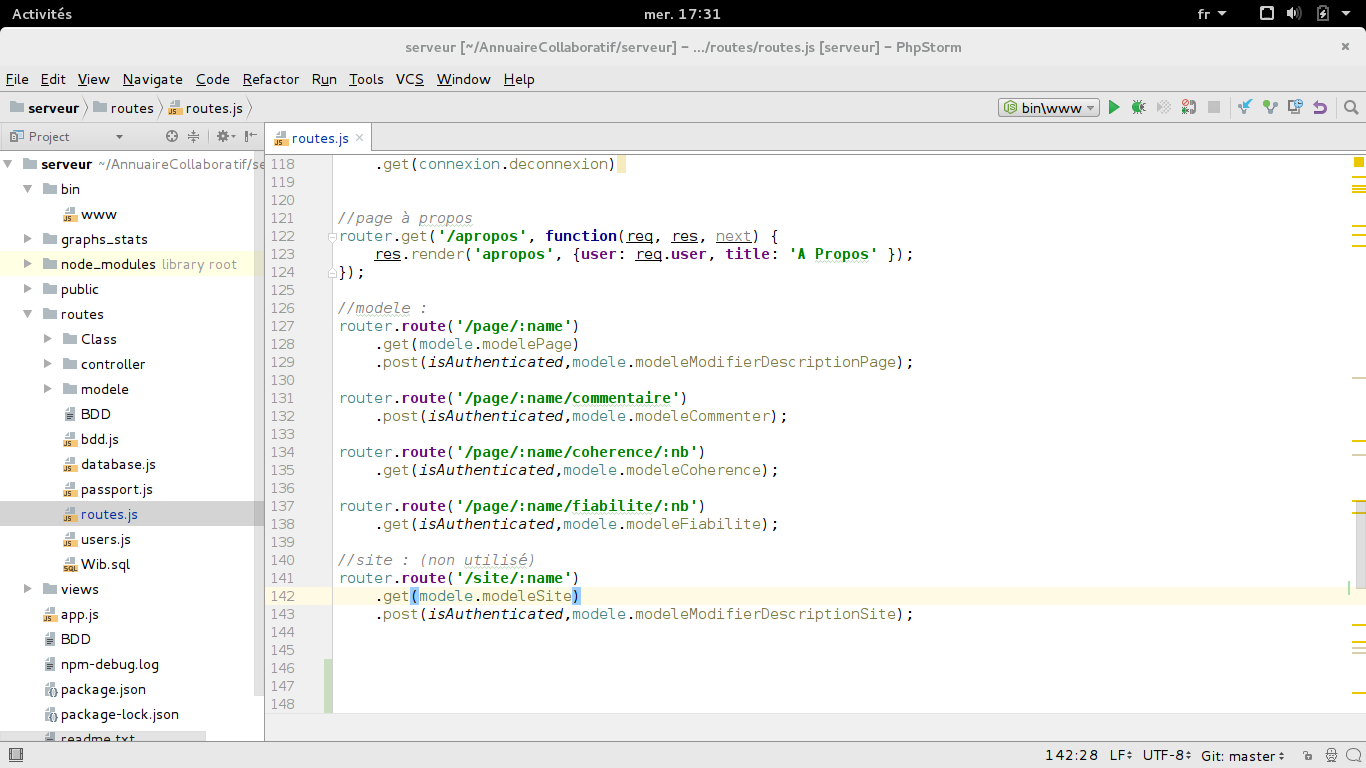 Activités
mer. 17:31
fr
serveur [~/AnnuaireCollaboratif/serveur] – .../routes/routes.js [serveur] – PhpStorm
File Edit View Navigate Code Refactor Run Tools VCS Window Help
serveur routes routes.js
bin\www
Project
routes.js
serveur ~/AnnuaireCollaboratif/se
bin
www
graphs_stats
node_modules library root
public
routes
Class
controller
modele
BDD
bdd.js
database.js
passport.js
routes.js
users.js
Wib.sql
views
app.js
BDD
npm-debug.log
package.json
package-lock.json
readme.txt
118 .get(connexion.deconnexion)
119
120
121 //page à propos
122 router.get('/apropos', function(req, res, next) {
123 res.render('apropos', {user: req.user, title: 'A Propos' });
124 });
125
126 //modele :
127 router.route('/page/:name')
128 .get(modele.modelePage)
129 .post(isAuthenticated,modele.modeleModifierDescriptionPage);
130
131 router.route('/page/:name/commentaire')
132 .post(isAuthenticated,modele.modeleCommenter);
133
134 router.route('/page/:name/coherence/:nb')
135 .get(isAuthenticated,modele.modeleCoherence);
136
137 router.route('/page/:name/fiabilite/:nb')
138 .get(isAuthenticated,modele.modeleFiabilite);
139
140 //site : (non utilisé)
141 router.route('/site/:name')
142 .get(modele.modeleSite)
143 .post(isAuthenticated,modele.modeleModifierDescriptionSite);
144
145
146
147
148
142:28 LF UTF-8 Git: master